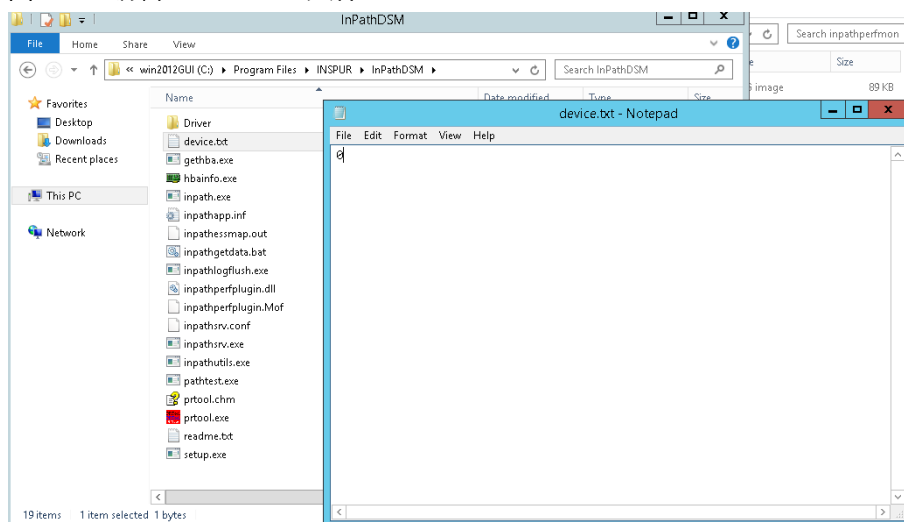 InPathDSM
File Home Share View
« win2012GUI (C:) ▸ Program Files ▸ INSPUR ▸ InPathDSM ▸
Search InPathDSM
Search inpathperfmon
Size
image 89 KB
Favorites
Desktop
Downloads
Recent places
This PC
Network
Name Date modified Type Size
Driver
device.txt
gethba.exe
hbainfo.exe
inpath.exe
inpathapp.inf
inpathessmap.out
inpathgetdata.bat
inpathlogflush.exe
inpathperfplugin.dll
inpathperfplugin.Mof
inpathsrv.conf
inpathsrv.exe
inpathutils.exe
pathtest.exe
prtool.chm
prtool.exe
readme.txt
setup.exe
19 items 1 item selected 1 bytes
device.txt - Notepad
File Edit Format View Help
0